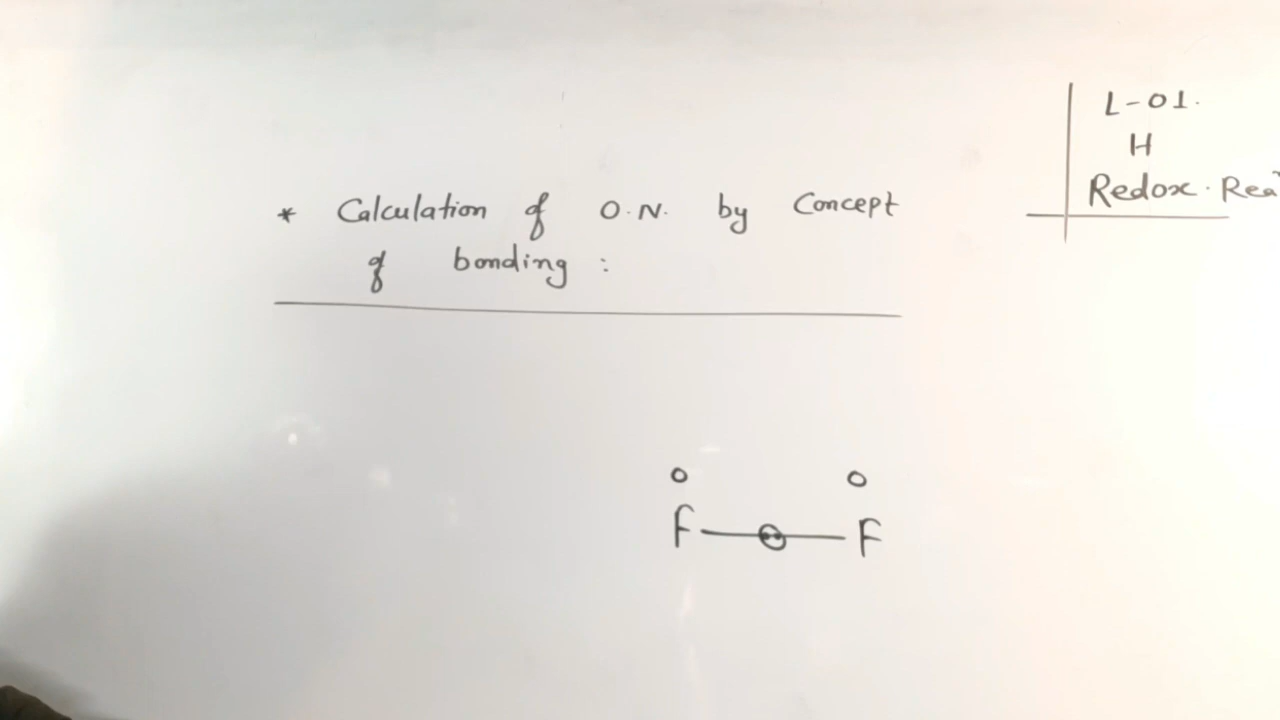 L-01.
H
Redox. Rea
* Calculation of O.N. by Concept
of bonding :
o o
F — F